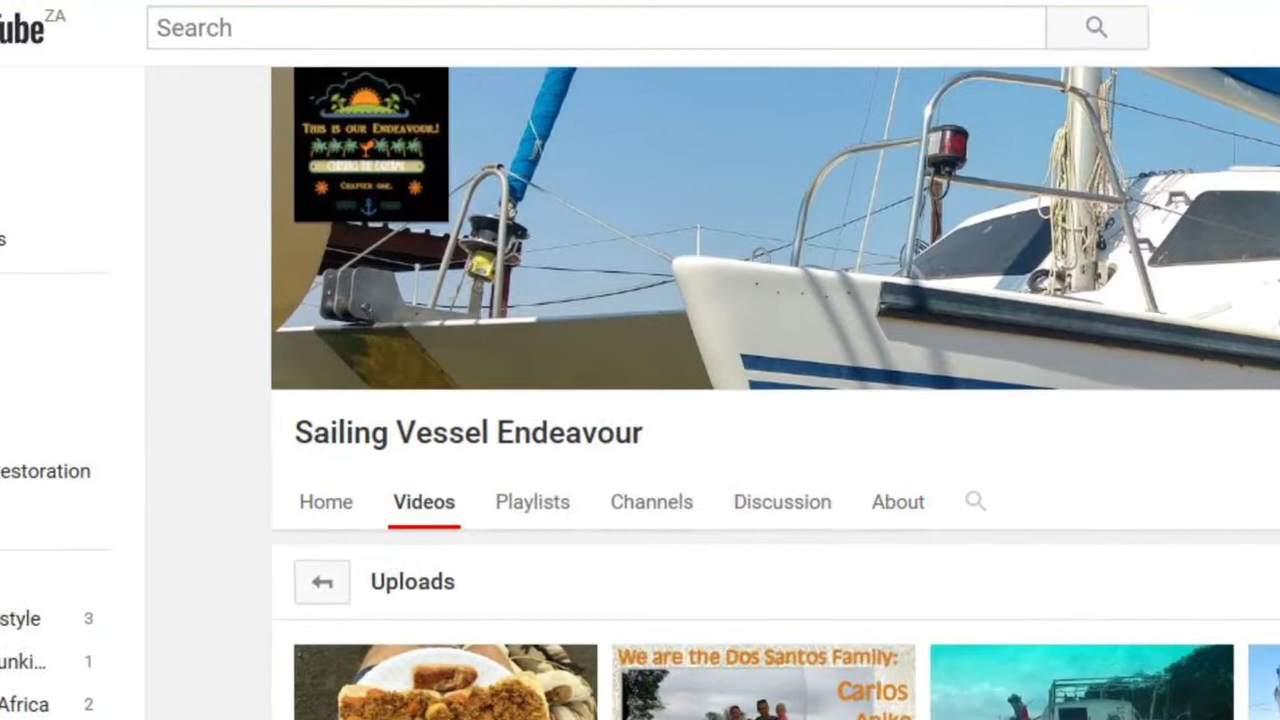 ube ZA
Search
THIS IS OUR ENDEAVOUR!
CHAPTER ONE.
s
Sailing Vessel Endeavour
estoration
Home Videos Playlists Channels Discussion About
Uploads
style 3
unki... 1
Africa 2
We are the Dos Santos Family:
Carlos
Anike